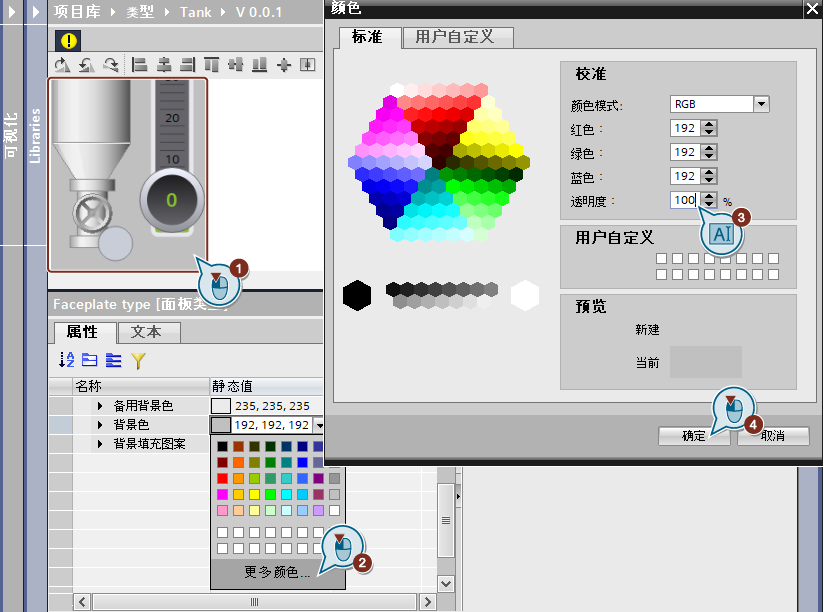 项目库 ▸ 类型 ▸ Tank ▸ V 0.0.1
可视化
Libraries
20
10
0
1
Faceplate type [面板类型]
属性
文本
名称
静态值
备用背景色
235, 235, 235
背景色
192, 192, 192
背景填充图案
更多颜色...
2
颜色
标准
用户自定义
校准
颜色模式:
RGB
红色：
192
绿色：
192
蓝色：
192
透明度：
100
%
AI
3
用户自定义
预览
新建
当前
确定
取消
4